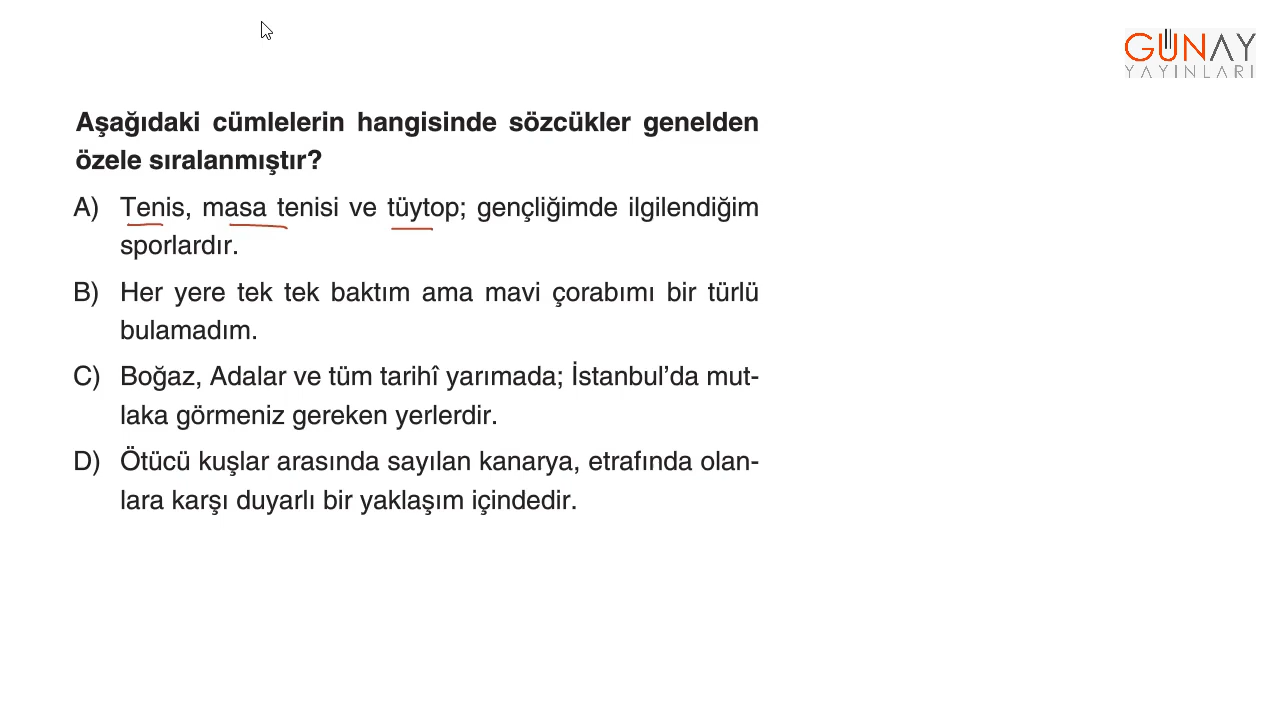 GÜNAY
YAYINLARI
Aşağıdaki cümlelerin hangisinde sözcükler genelden
özele sıralanmıştır?
A) Tenis, masa tenisi ve tüytop; gençliğimde ilgilendiğim
sporlardır.
B) Her yere tek tek baktım ama mavi çorabımı bir türlü
bulamadım.
C) Boğaz, Adalar ve tüm tarihî yarımada; İstanbul’da mut-
laka görmeniz gereken yerlerdir.
D) Ötücü kuşlar arasında sayılan kanarya, etrafında olan-
lara karşı duyarlı bir yaklaşım içindedir.